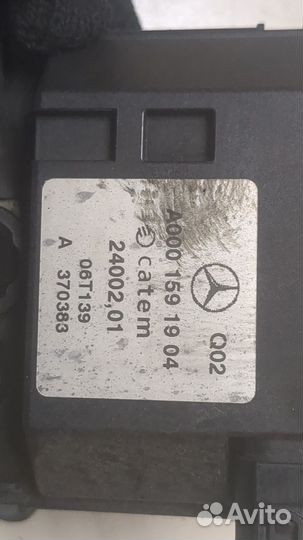 Q02
A000 159 19 04
catem
24002,01
06T139
A 370383
Avito